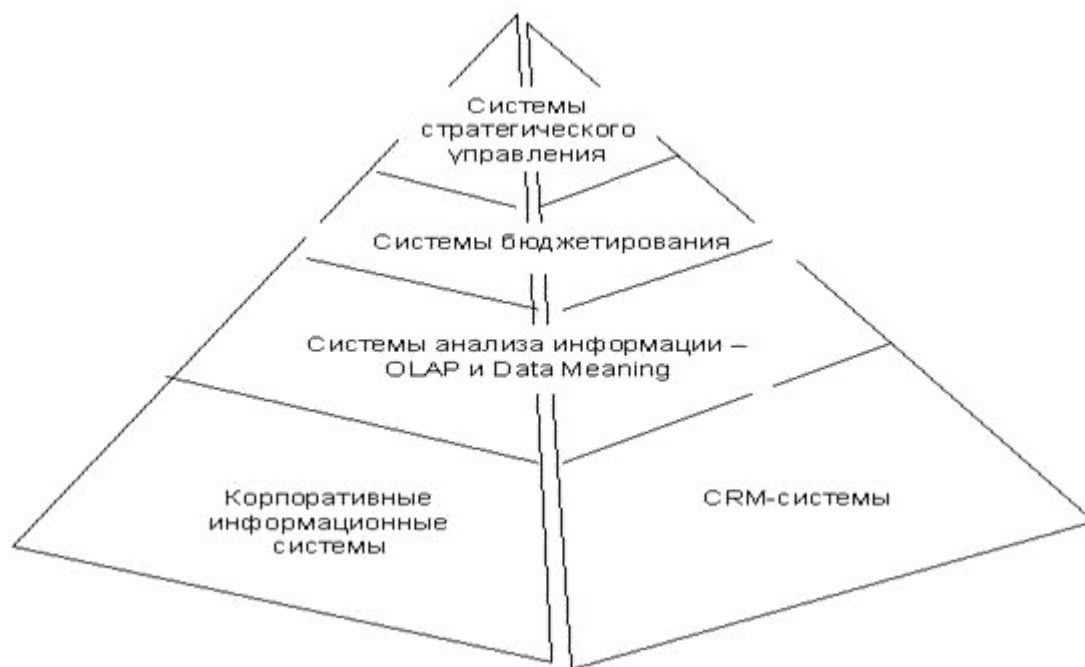 Системы
стратегического
управления
Системы бюджетирования
Системы анализа информации –
OLAP и Data Meaning
Корпоративные
информационные
системы
CRM-системы